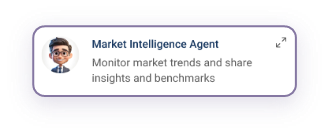 Market Intelligence Agent
Monitor market trends and share
insights and benchmarks